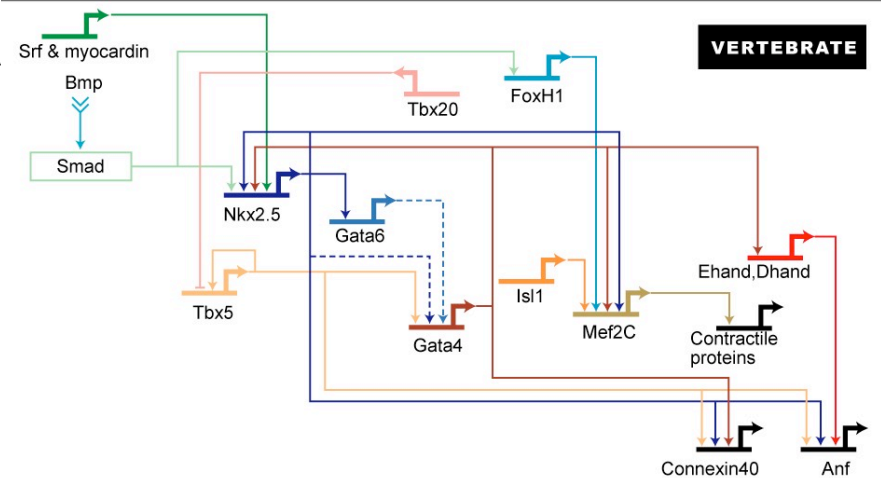 VERTEBRATE
Srf & myocardin
Bmp
FoxH1
Tbx20
Smad
Nkx2.5
Gata6
Ehand,Dhand
Isl1
Tbx5
Mef2C
Gata4
Contractile
proteins
Connexin40
Anf